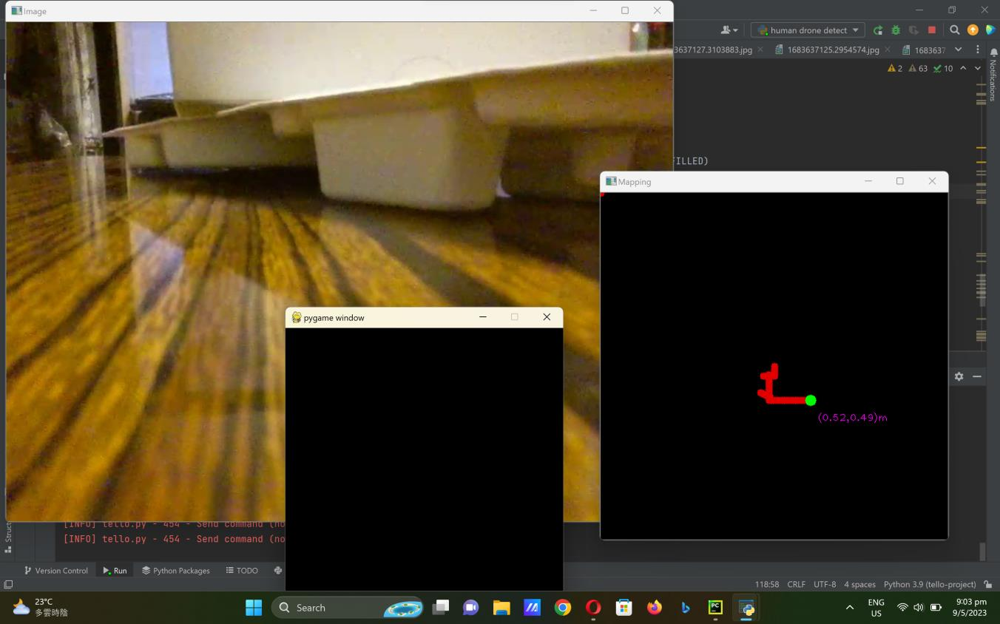 Image
human drone detect
3637127.3103883.jpg
1683637125.2954574.jpg
1683637
2
63
10
Notifications
FILLED)
Mapping
(0.52,0.49)m
pygame window
[INFO] tello.py - 454 - Send command (no
[INFO] tello.py - 454 - Send command (no
Struct
Version Control
Run
Python Packages
TODO
118:58
CRLF
UTF-8
4 spaces
Python 3.9 (tello-project)
23°C
多雲時陰
Search
PC
ENG
US
9:03 pm
9/5/2023